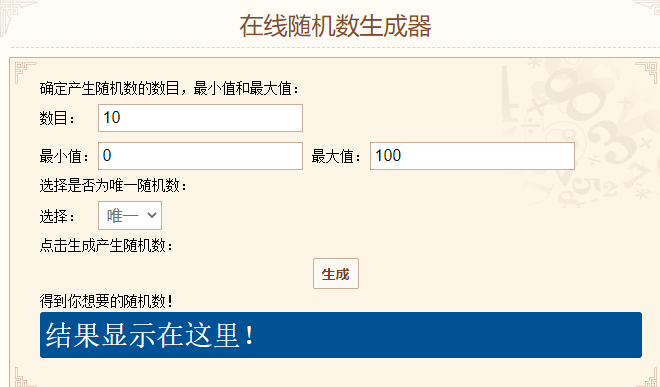 在线随机数生成器
确定产生随机数的数目，最小值和最大值：
数目： 10
最小值： 0 最大值： 100
选择是否为唯一随机数：
选择： 唯一
点击生成产生随机数：
生成
得到你想要的随机数！
结果显示在这里！